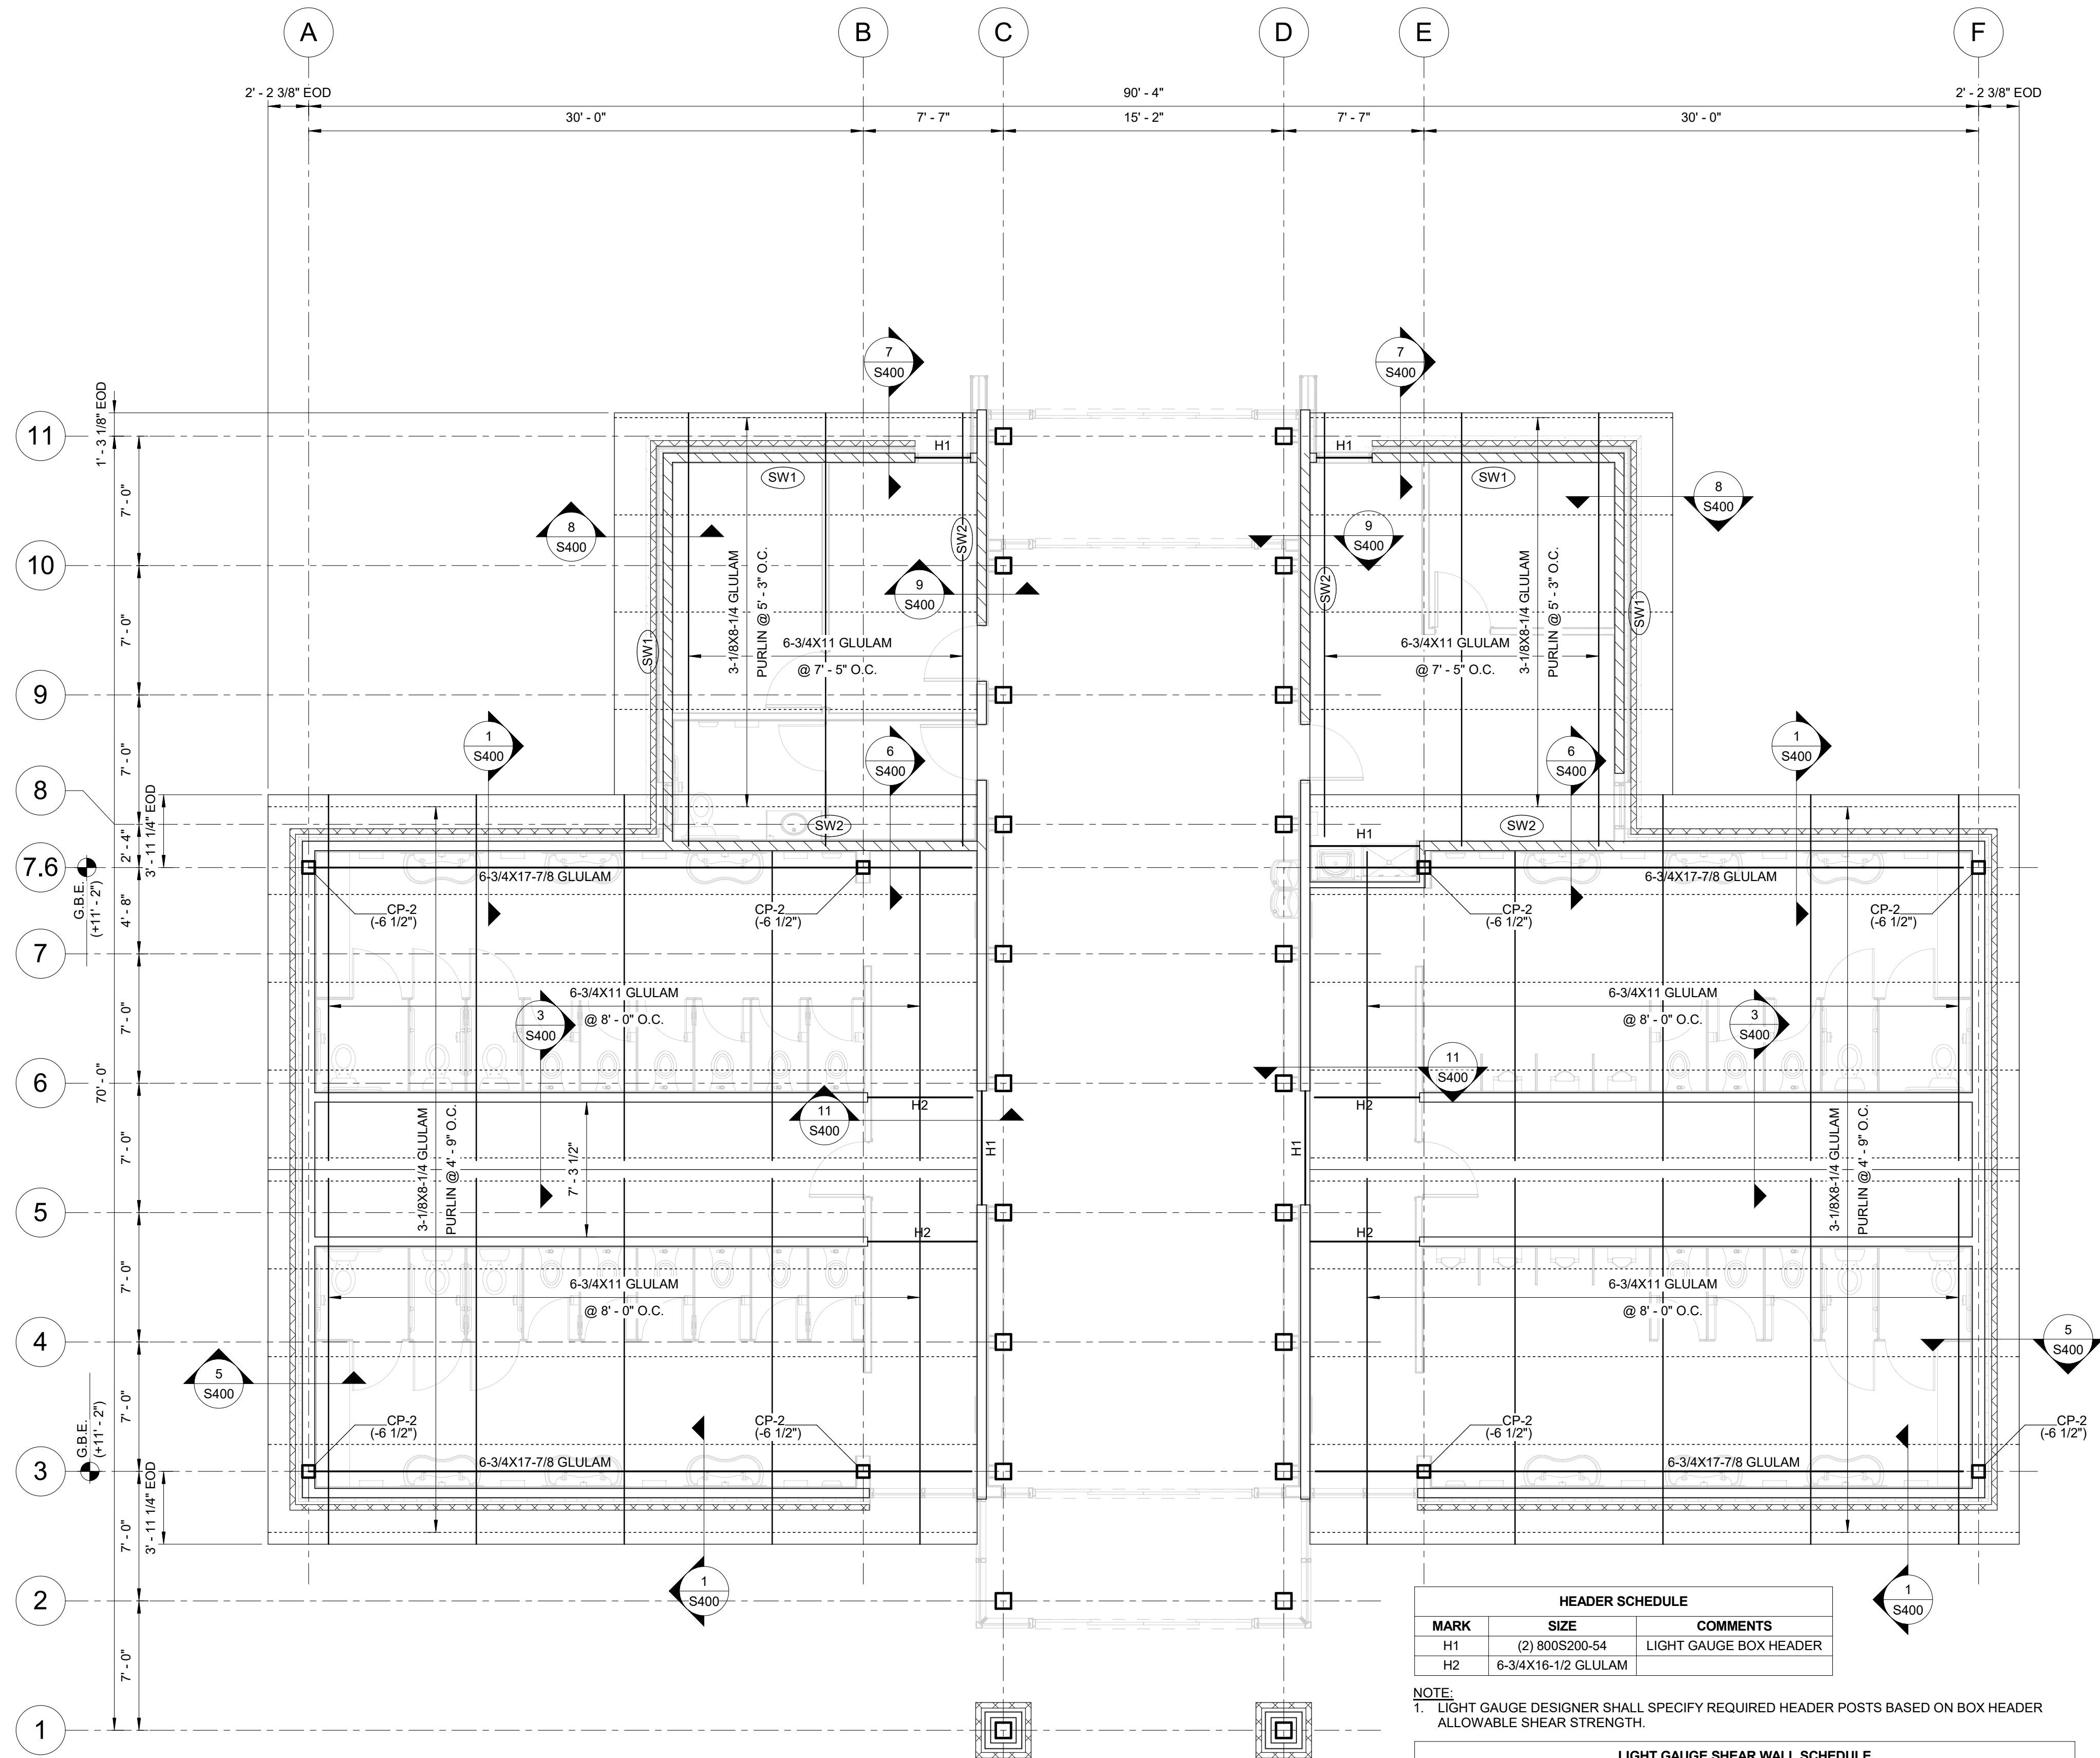 A
B
C
D
E
F
2' - 2 3/8" EOD
90' - 4"
2' - 2 3/8" EOD
30' - 0"
7' - 7"
15' - 2"
7' - 7"
30' - 0"
7
S400
7
S400
1' - 3 1/8" EOD
11
H1
H1
SW1
SW1
7' - 0"
8
S400
8
S400
SW2
9
S400
10
3-1/8X8-1/4 GLULAM
PURLIN @ 5' - 3" O.C.
9
S400
SW2
3-1/8X8-1/4 GLULAM
PURLIN @ 5' - 3" O.C.
SW1
7' - 0"
SW1
6-3/4X11 GLULAM
@ 7' - 5" O.C.
6-3/4X11 GLULAM
@ 7' - 5" O.C.
9
1
S400
6
S400
6
S400
1
S400
7' - 0"
8
3' - 11 1/4" EOD
2' - 4"
SW2
H1
SW2
7.6
G.B.E.
(+11' - 2")
6-3/4X17-7/8 GLULAM
6-3/4X17-7/8 GLULAM
4' - 8"
CP-2
(-6 1/2")
CP-2
(-6 1/2")
CP-2
(-6 1/2")
CP-2
(-6 1/2")
7
7' - 0"
6-3/4X11 GLULAM
@ 8' - 0" O.C.
6-3/4X11 GLULAM
@ 8' - 0" O.C.
3
S400
3
S400
6
70' - 0"
11
S400
11
S400
H2
H2
7' - 0"
3-1/8X8-1/4 GLULAM
PURLIN @ 4' - 9" O.C.
7' - 3 1/2"
H1
H1
3-1/8X8-1/4 GLULAM
PURLIN @ 4' - 9" O.C.
5
H2
H2
7' - 0"
6-3/4X11 GLULAM
@ 8' - 0" O.C.
6-3/4X11 GLULAM
@ 8' - 0" O.C.
4
5
S400
5
S400
7' - 0"
G.B.E.
(+11' - 2")
CP-2
(-6 1/2")
CP-2
(-6 1/2")
CP-2
(-6 1/2")
CP-2
(-6 1/2")
3
6-3/4X17-7/8 GLULAM
6-3/4X17-7/8 GLULAM
3' - 11 1/4" EOD
7' - 0"
1
S400
1
S400
2
7' - 0"
1
HEADER SCHEDULE
MARK SIZE COMMENTS
H1 (2) 800S200-54 LIGHT GAUGE BOX HEADER
H2 6-3/4X16-1/2 GLULAM
NOTE:
1. LIGHT GAUGE DESIGNER SHALL SPECIFY REQUIRED HEADER POSTS BASED ON BOX HEADER
ALLOWABLE SHEAR STRENGTH.
LIGHT GAUGE SHEAR WALL SCHEDULE